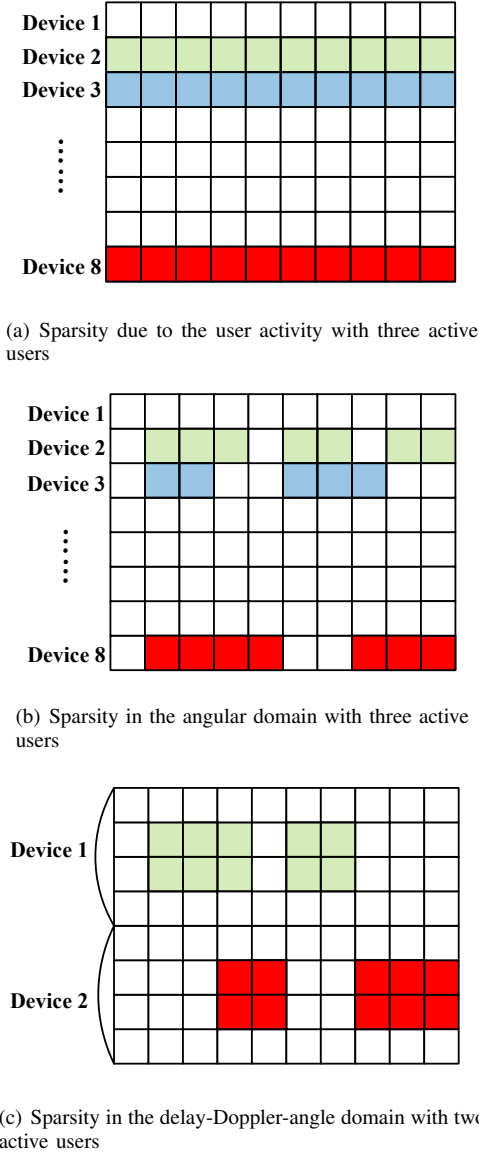 Device 1
Device 2
Device 3
Device 8
(a) Sparsity due to the user activity with three active
users
Device 1
Device 2
Device 3
Device 8
(b) Sparsity in the angular domain with three active
users
Device 1
Device 2
(c) Sparsity in the delay-Doppler-angle domain with two
active users